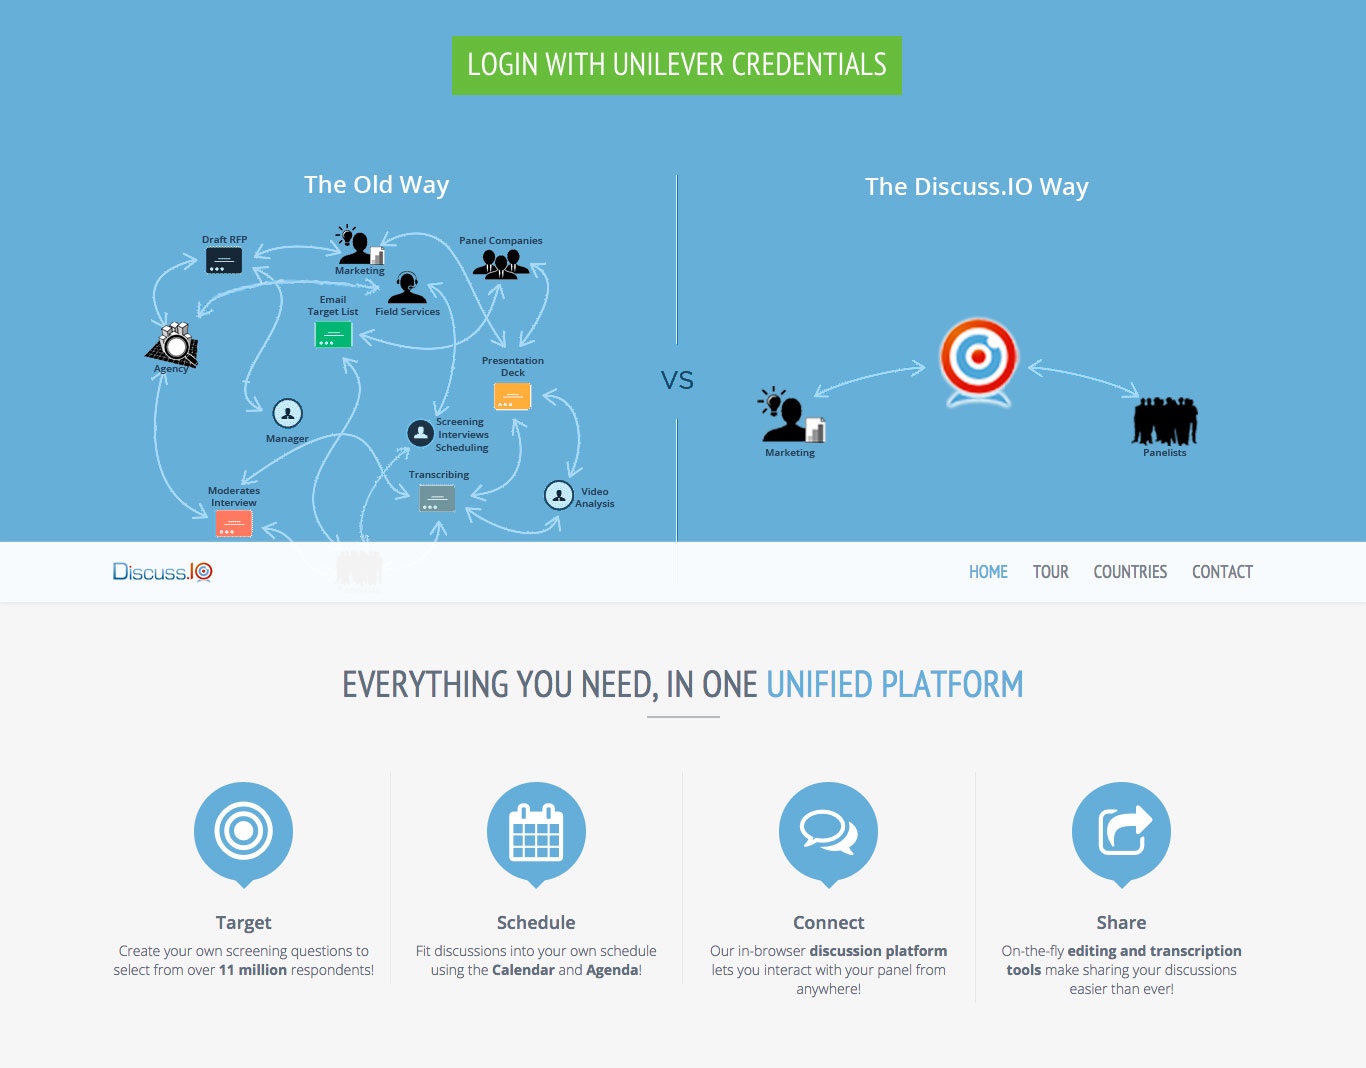 LOGIN WITH UNILEVER CREDENTIALS
The Old Way
Draft RFP
Marketing
Panel Companies
Email
Target List
Field Services
Agency
Presentation
Deck
Manager
Screening
Interviews
Scheduling
Transcribing
Moderates
Interview
Video
Analysis
VS
The Discuss.IO Way
Marketing
Panelists
Discuss.IO
HOME
TOUR
COUNTRIES
CONTACT
EVERYTHING YOU NEED, IN ONE UNIFIED PLATFORM
Target
Create your own screening questions to
select from over 11 million respondents!
Schedule
Fit discussions into your own schedule
using the Calendar and Agenda!
Connect
Our in-browser discussion platform
lets you interact with your panel from
anywhere!
Share
On-the-fly editing and transcription
tools make sharing your discussions
easier than ever!